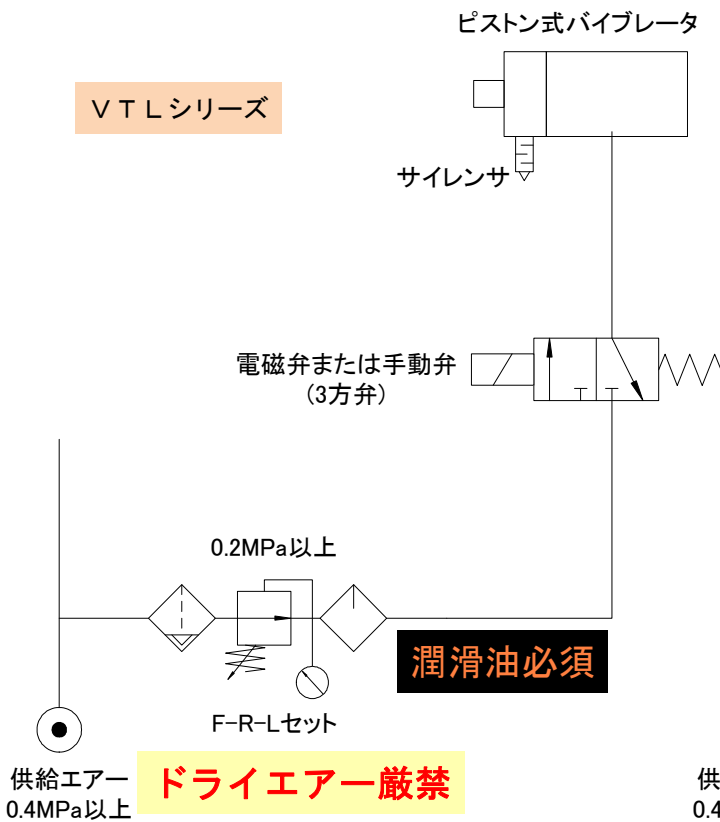 ピストン式バイブレータ
ＶＴＬシリーズ
サイレンサ
電磁弁または手動弁
(3方弁)
0.2MPa以上
潤滑油必須
F-R-Lセット
供給エアー
0.4MPa以上
ドライエアー厳禁
供
0.4